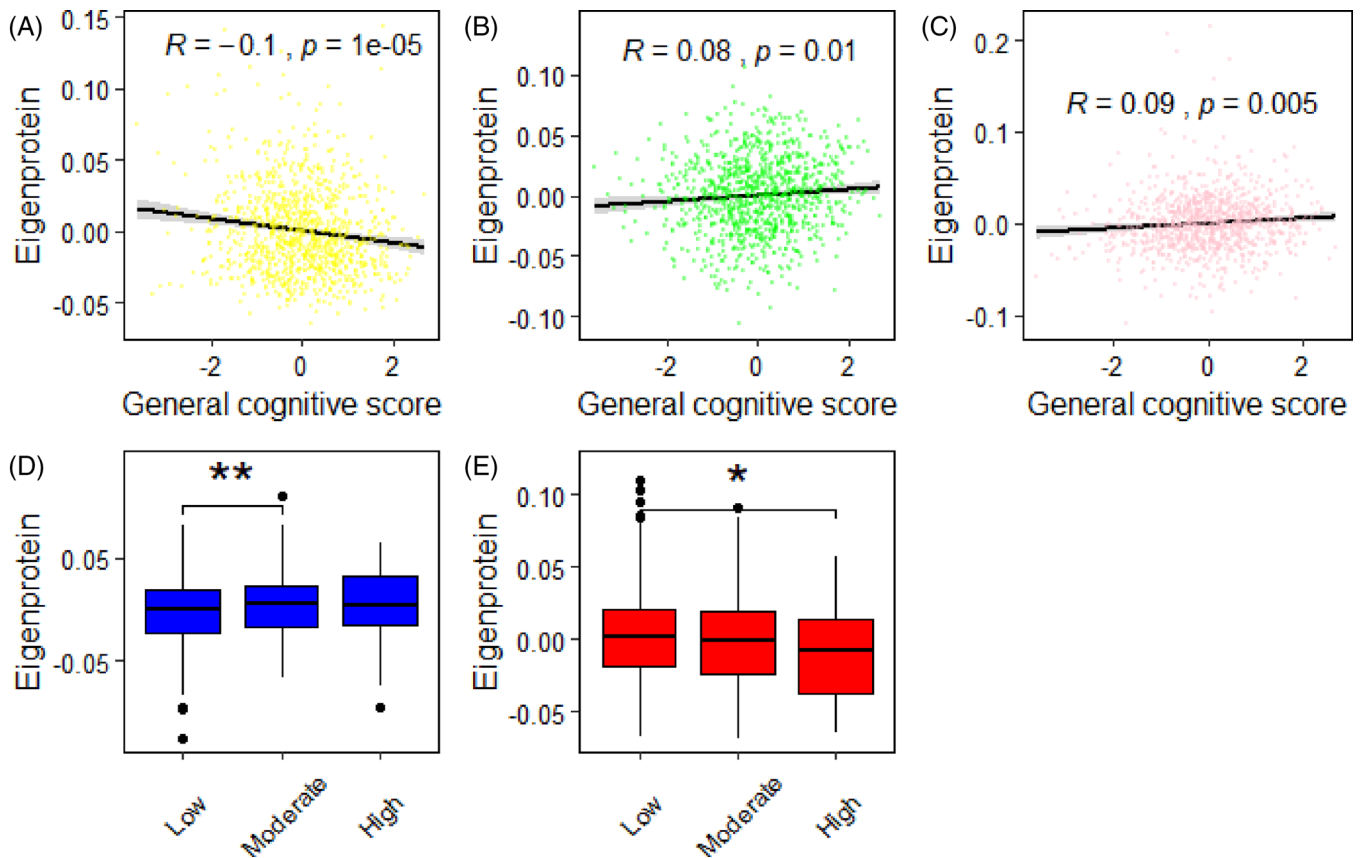 (A)
R = −0.1 , p = 1e-05
Eigenprotein
0.15
0.10
0.05
0.00
-0.05
-2 0 2
General cognitive score
(B)
R = 0.08 , p = 0.01
Eigenprotein
0.10
0.05
0.00
-0.05
-0.10
-2 0 2
General cognitive score
(C)
R = 0.09 , p = 0.005
Eigenprotein
0.2
0.1
0.0
-0.1
-2 0 2
General cognitive score
(D)
**
Eigenprotein
0.05
-0.05
Low Moderate High
(E)
*
Eigenprotein
0.10
0.05
0.00
-0.05
Low Moderate High